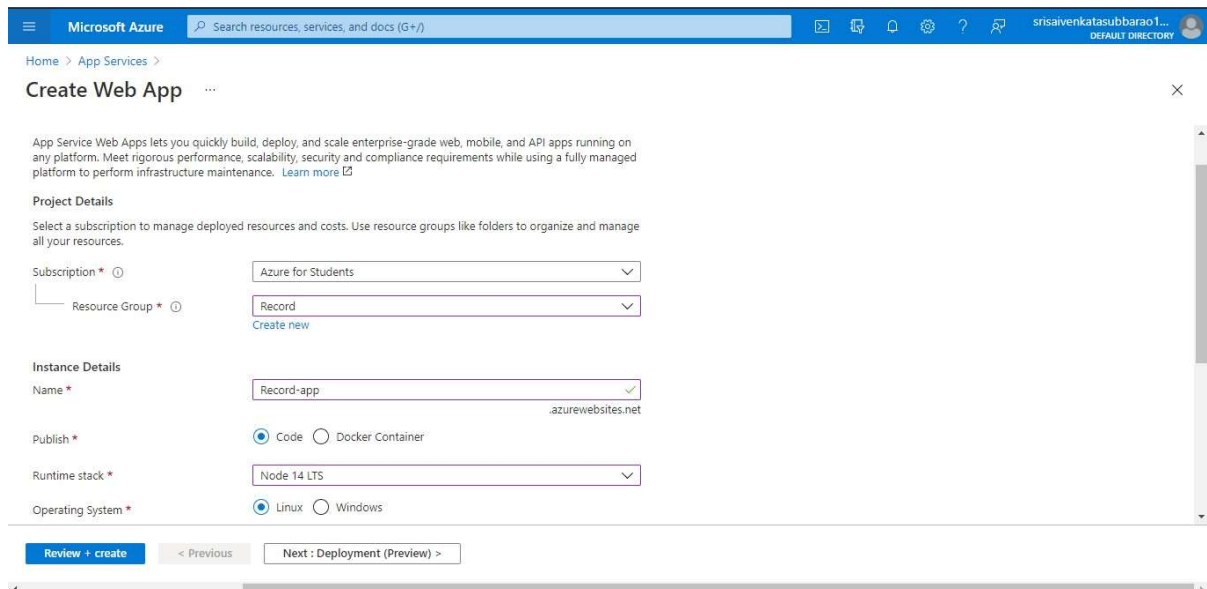 Microsoft Azure
Search resources, services, and docs (G+/)
srisaivenkatasubbarao1...
DEFAULT DIRECTORY
Home > App Services >
Create Web App ...
App Service Web Apps lets you quickly build, deploy, and scale enterprise-grade web, mobile, and API apps running on
any platform. Meet rigorous performance, scalability, security and compliance requirements while using a fully managed
platform to perform infrastructure maintenance. Learn more
Project Details
Select a subscription to manage deployed resources and costs. Use resource groups like folders to organize and manage
all your resources.
Subscription *
Azure for Students
Resource Group *
Record
Create new
Instance Details
Name *
Record-app
.azurewebsites.net
Publish *
Code Docker Container
Runtime stack *
Node 14 LTS
Operating System *
Linux Windows
Review + create
< Previous
Next : Deployment (Preview) >